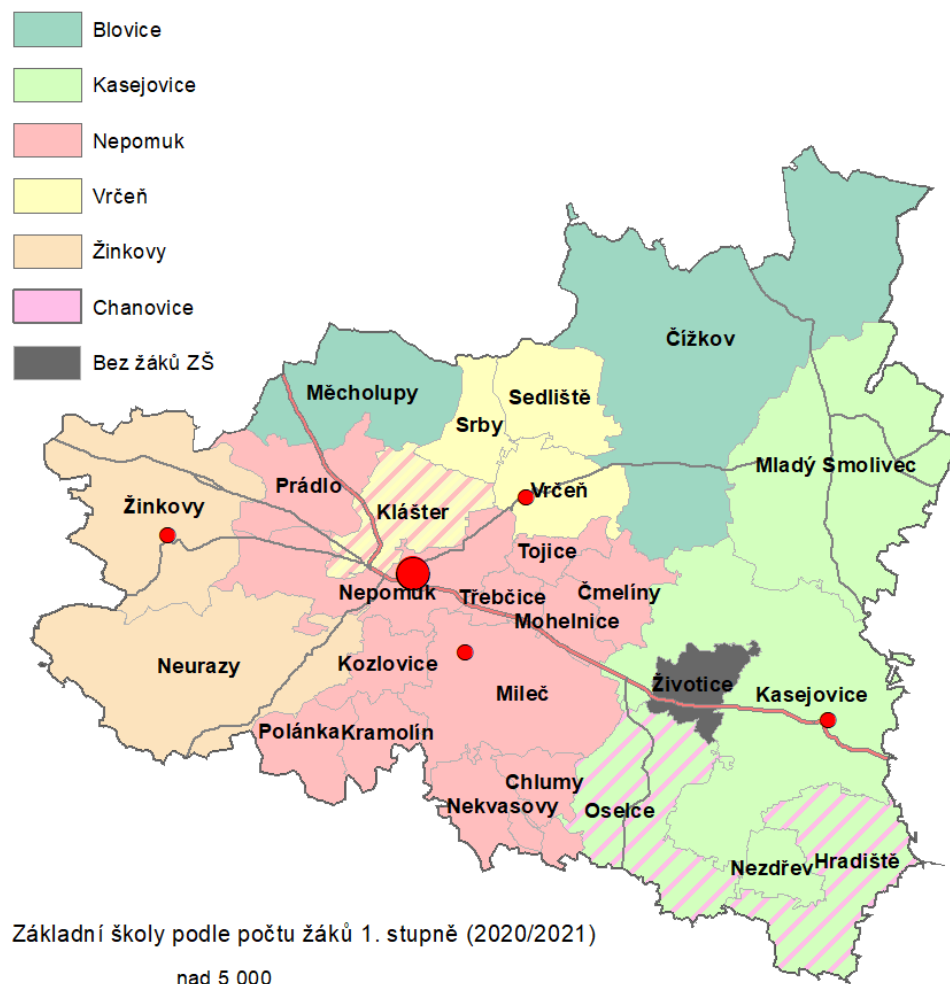 Blovice
Kasejovice
Nepomuk
Vrčeň
Žinkovy
Chanovice
Bez žáků ZŠ
Čížkov
Měcholupy
Sedliště
Srby
Mladý Smolivec
Prádlo
Klášter
Vrčeň
Žinkovy
Tojice
Nepomuk
Třebčice
Čmelíny
Mohelnice
Neurazy
Kozlovice
Mileč
Životice
Kasejovice
Polánka
Kramolín
Chlumy
Nekvasovy
Oselce
Nezdřev
Hradiště
Základní školy podle počtu žáků 1. stupně (2020/2021)
nad 5 000